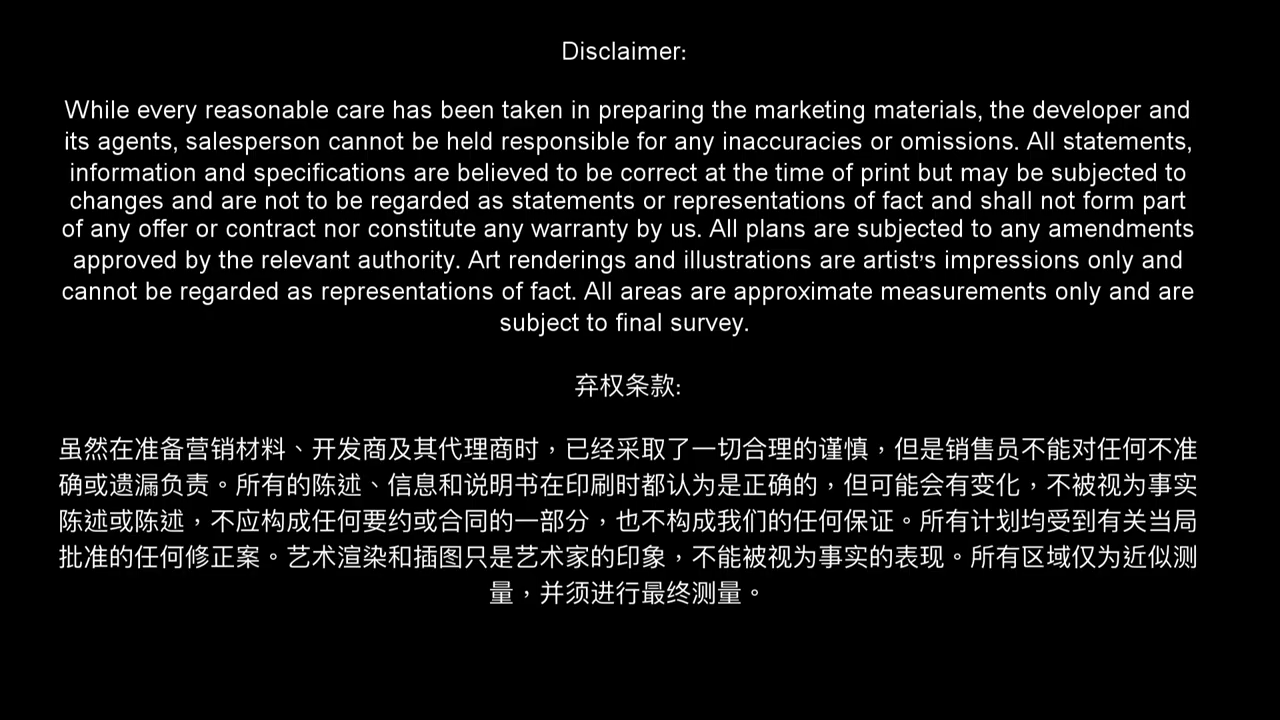 Disclaimer:
While every reasonable care has been taken in preparing the marketing materials, the developer and
its agents, salesperson cannot be held responsible for any inaccuracies or omissions. All statements,
information and specifications are believed to be correct at the time of print but may be subjected to
changes and are not to be regarded as statements or representations of fact and shall not form part
of any offer or contract nor constitute any warranty by us. All plans are subjected to any amendments
approved by the relevant authority. Art renderings and illustrations are artist's impressions only and
cannot be regarded as representations of fact. All areas are approximate measurements only and are
subject to final survey.
弃权条款:
虽然在准备营销材料、开发商及其代理商时，已经采取了一切合理的谨慎，但是销售员不能对任何不准
确或遗漏负责。所有的陈述、信息和说明书在印刷时都认为是正确的，但可能会有变化，不被视为事实
陈述或陈述，不应构成任何要约或合同的一部分，也不构成我们的任何保证。所有计划均受到有关当局
批准的任何修正案。艺术渲染和插图只是艺术家的印象，不能被视为事实的表现。所有区域仅为近似测
量，并须进行最终测量。